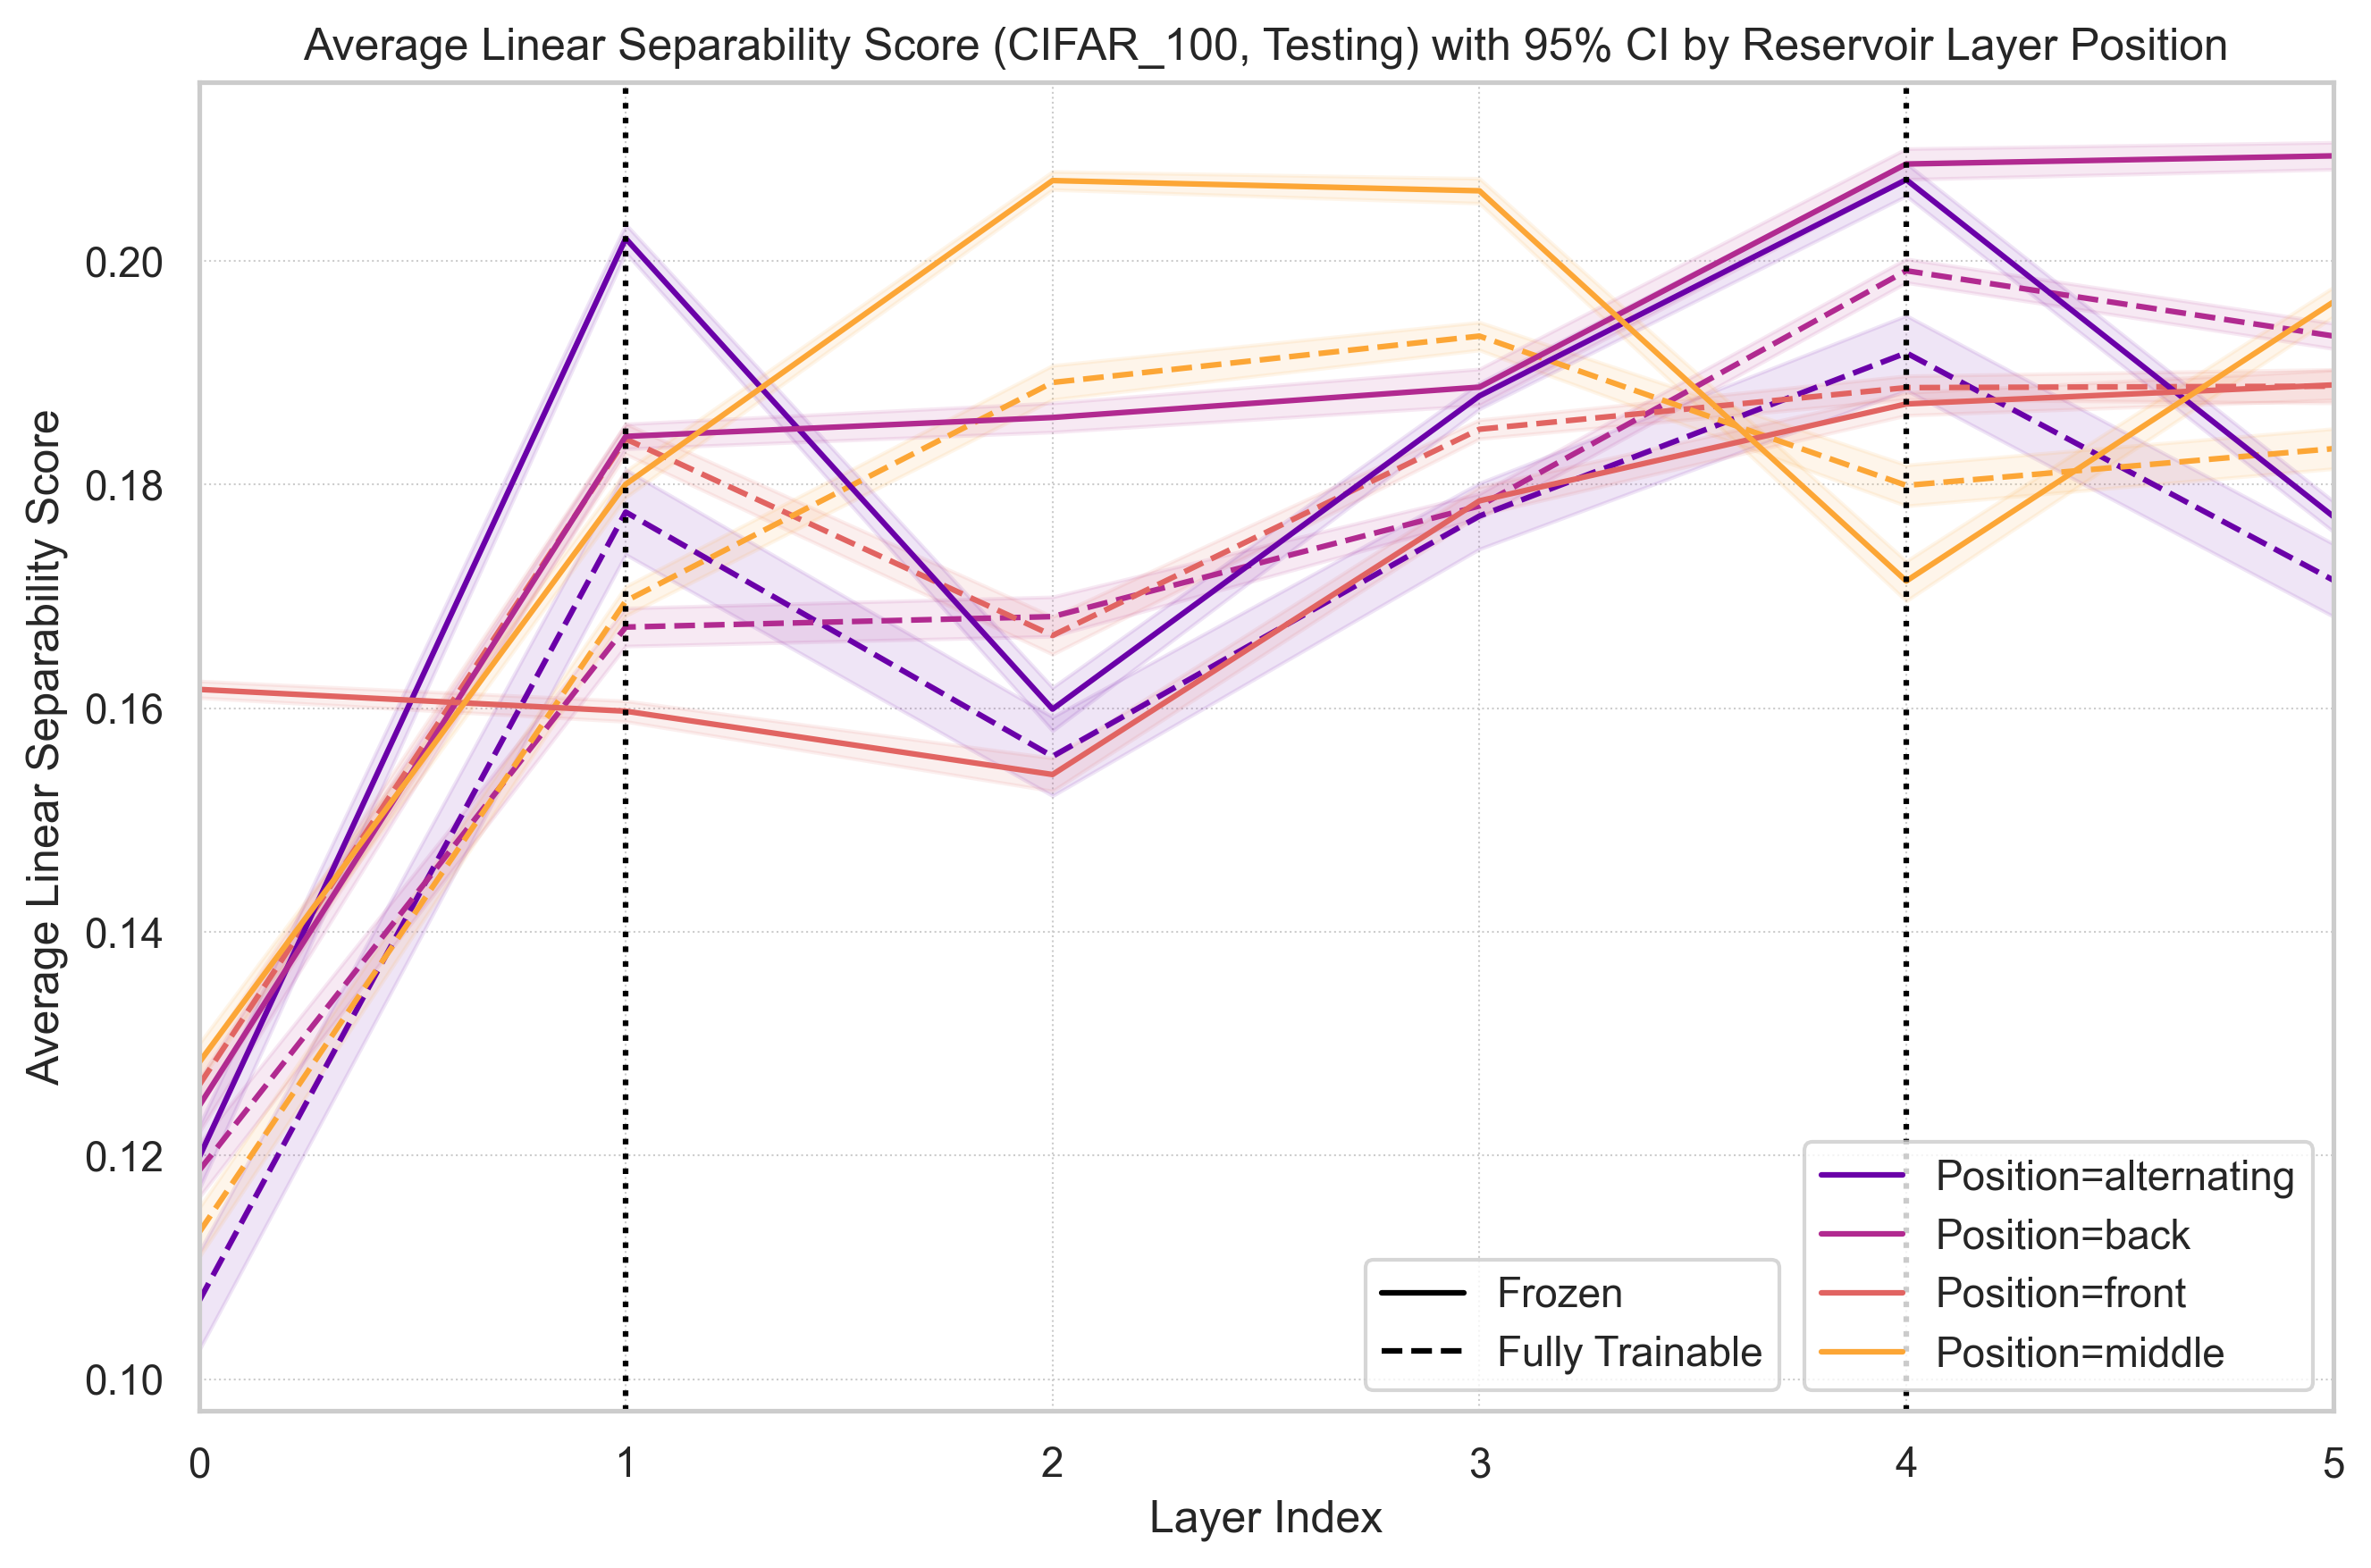 Average Linear Separability Score (CIFAR_100, Testing) with 95% CI by Reservoir Layer Position
Average Linear Separability Score
0.20
0.18
0.16
0.14
0.12
0.10
0
1
2
3
4
5
Layer Index
Frozen
Fully Trainable
Position=alternating
Position=back
Position=front
Position=middle